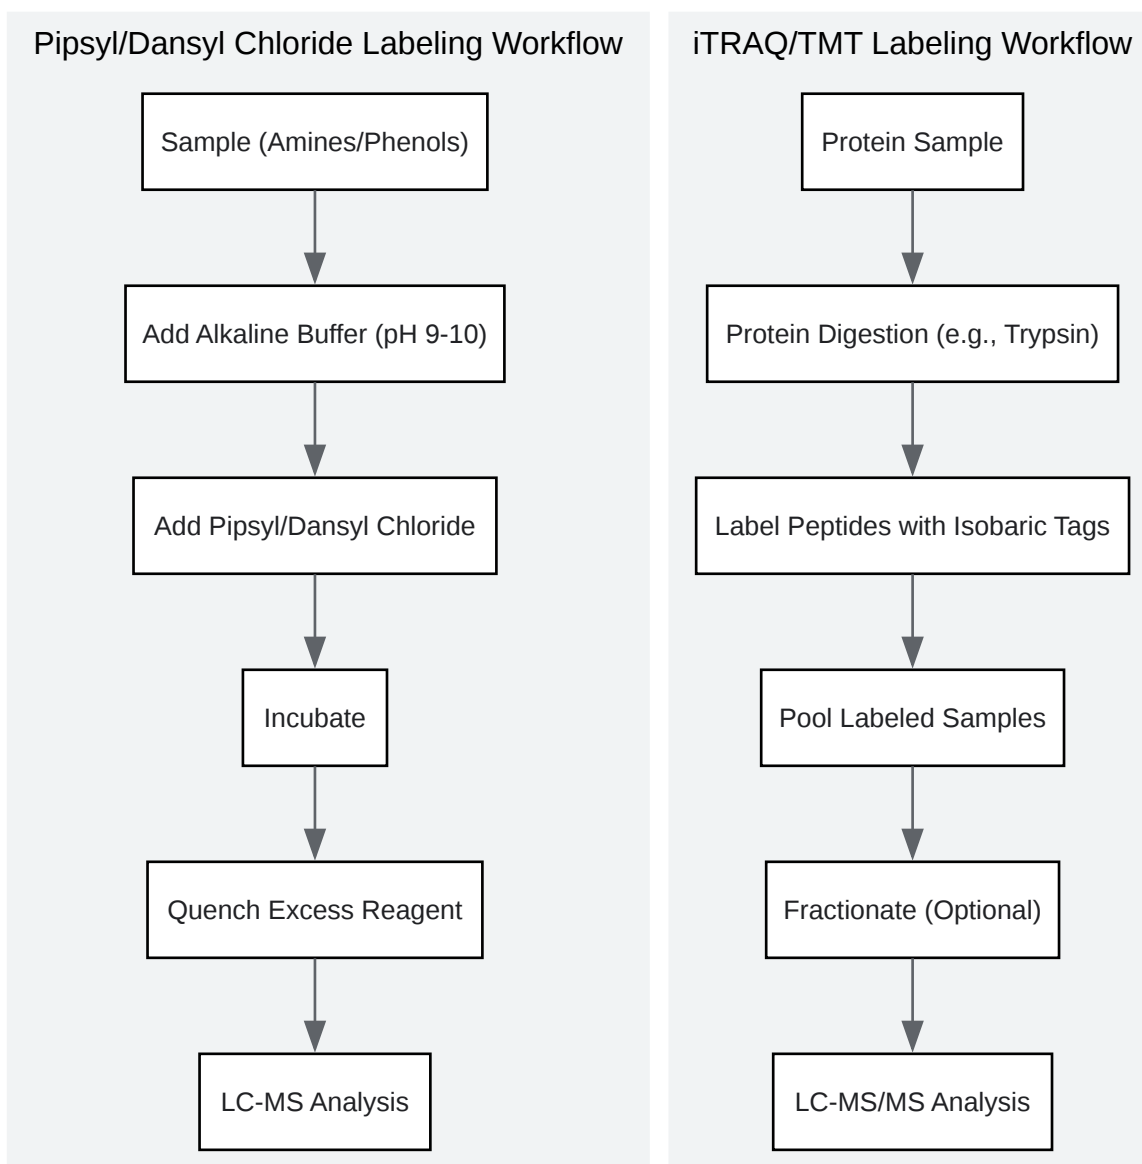 Pipsyl/Dansyl Chloride Labeling Workflow
Sample (Amines/Phenols)
Add Alkaline Buffer (pH 9-10)
Add Pipsyl/Dansyl Chloride
Incubate
Quench Excess Reagent
LC-MS Analysis
iTRAQ/TMT Labeling Workflow
Protein Sample
Protein Digestion (e.g., Trypsin)
Label Peptides with Isobaric Tags
Pool Labeled Samples
Fractionate (Optional)
LC-MS/MS Analysis